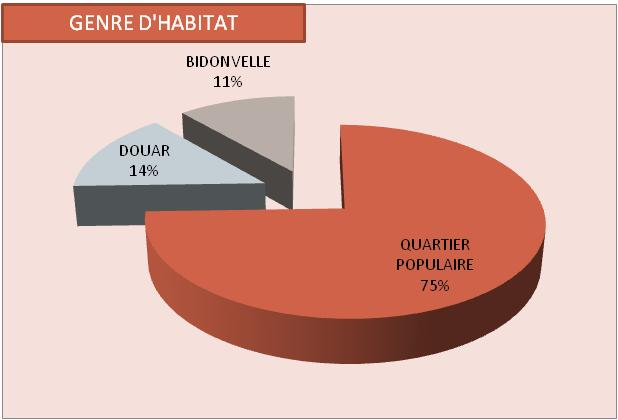 GENRE D'HABITAT
BIDONVELLE
11%
DOUAR
14%
QUARTIER
POPULAIRE
75%